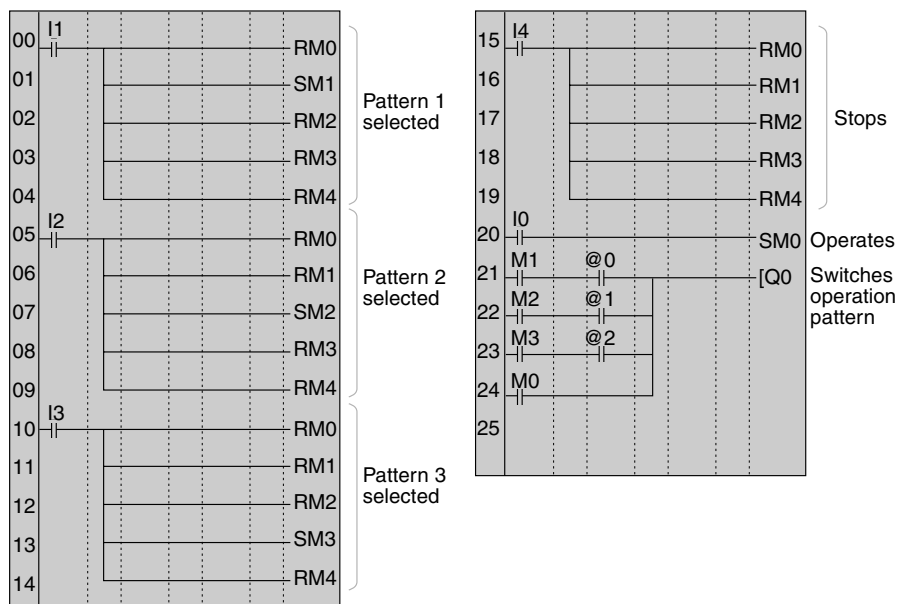 00 I1 RM0
01 SM1
02 RM2
03 RM3
04 RM4
Pattern 1
selected
05 I2 RM0
06 RM1
07 SM2
08 RM3
09 RM4
Pattern 2
selected
10 I3 RM0
11 RM1
12 RM2
13 SM3
14 RM4
Pattern 3
selected
15 I4 RM0
16 RM1
17 RM2
18 RM3
19 RM4
Stops
20 I0 SM0 Operates
21 M1 @0 [Q0 Switches
operation
pattern
22 M2 @1
23 M3 @2
24 M0
25